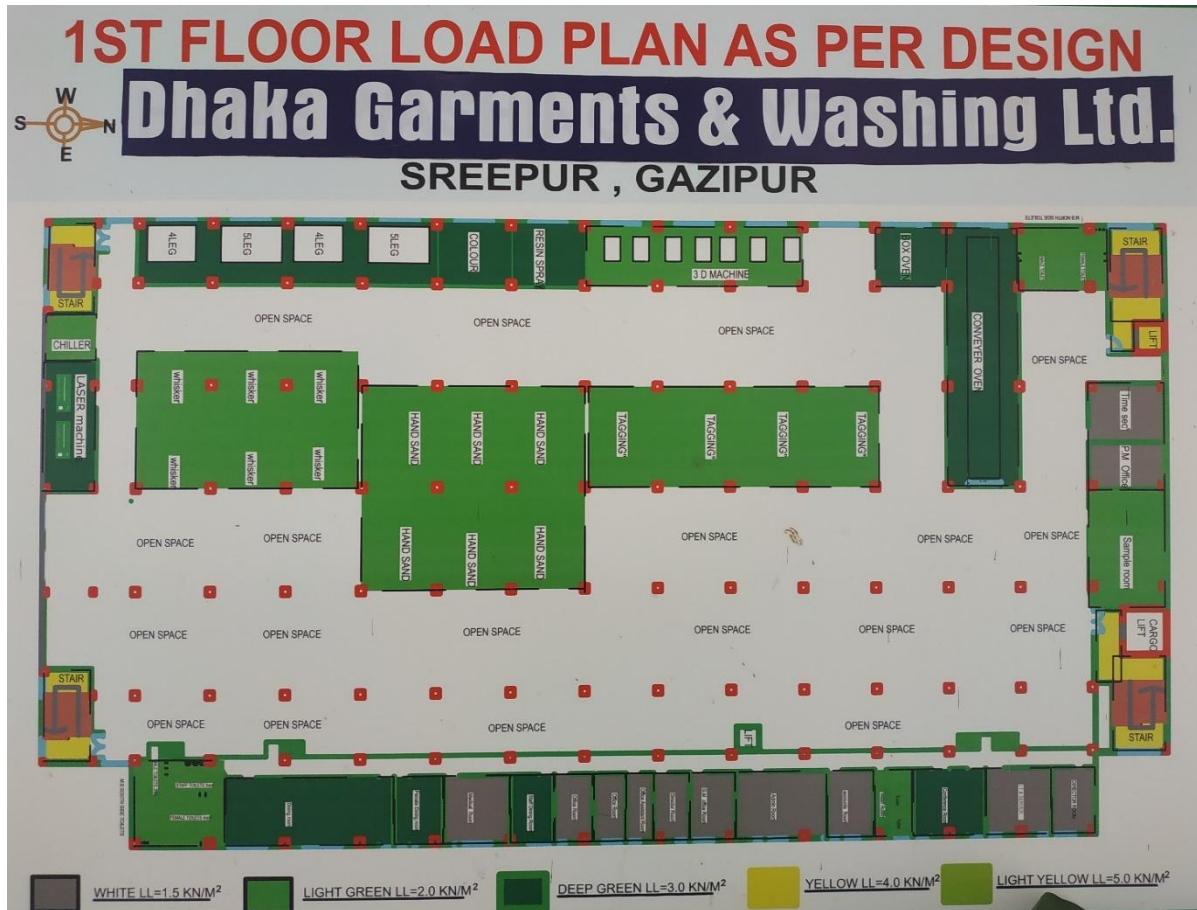 1ST FLOOR LOAD PLAN AS PER DESIGN
Dhaka Garments & Washing Ltd.
SREEPUR , GAZIPUR
W
S
N
E
4LEG
5LEG
4LEG
5LEG
COLOUR
RESIN SPRA
3 D MACHINE
BOX OVEN
STAIR
STAIR
LIFT
CHILLER
LASER machine
CONVEYER OVEN
OPEN SPACE
OPEN SPACE
OPEN SPACE
OPEN SPACE
whisker
whisker
whisker
whisker
whisker
whisker
HAND SAND
HAND SAND
HAND SAND
HAND SAND
HAND SAND
HAND SAND
TAGGING
TAGGING
TAGGING
TAGGING
Time sec
P.M Office
Sample room
OPEN SPACE
OPEN SPACE
OPEN SPACE
OPEN SPACE
OPEN SPACE
OPEN SPACE
OPEN SPACE
OPEN SPACE
OPEN SPACE
OPEN SPACE
OPEN SPACE
CARGO LIFT
STAIR
OPEN SPACE
OPEN SPACE
OPEN SPACE
LIFT
OPEN SPACE
STAIR
WHITE LL=1.5 KN/M²
LIGHT GREEN LL=2.0 KN/M²
DEEP GREEN LL=3.0 KN/M²
YELLOW LL=4.0 KN/M²
LIGHT YELLOW LL=5.0 KN/M²